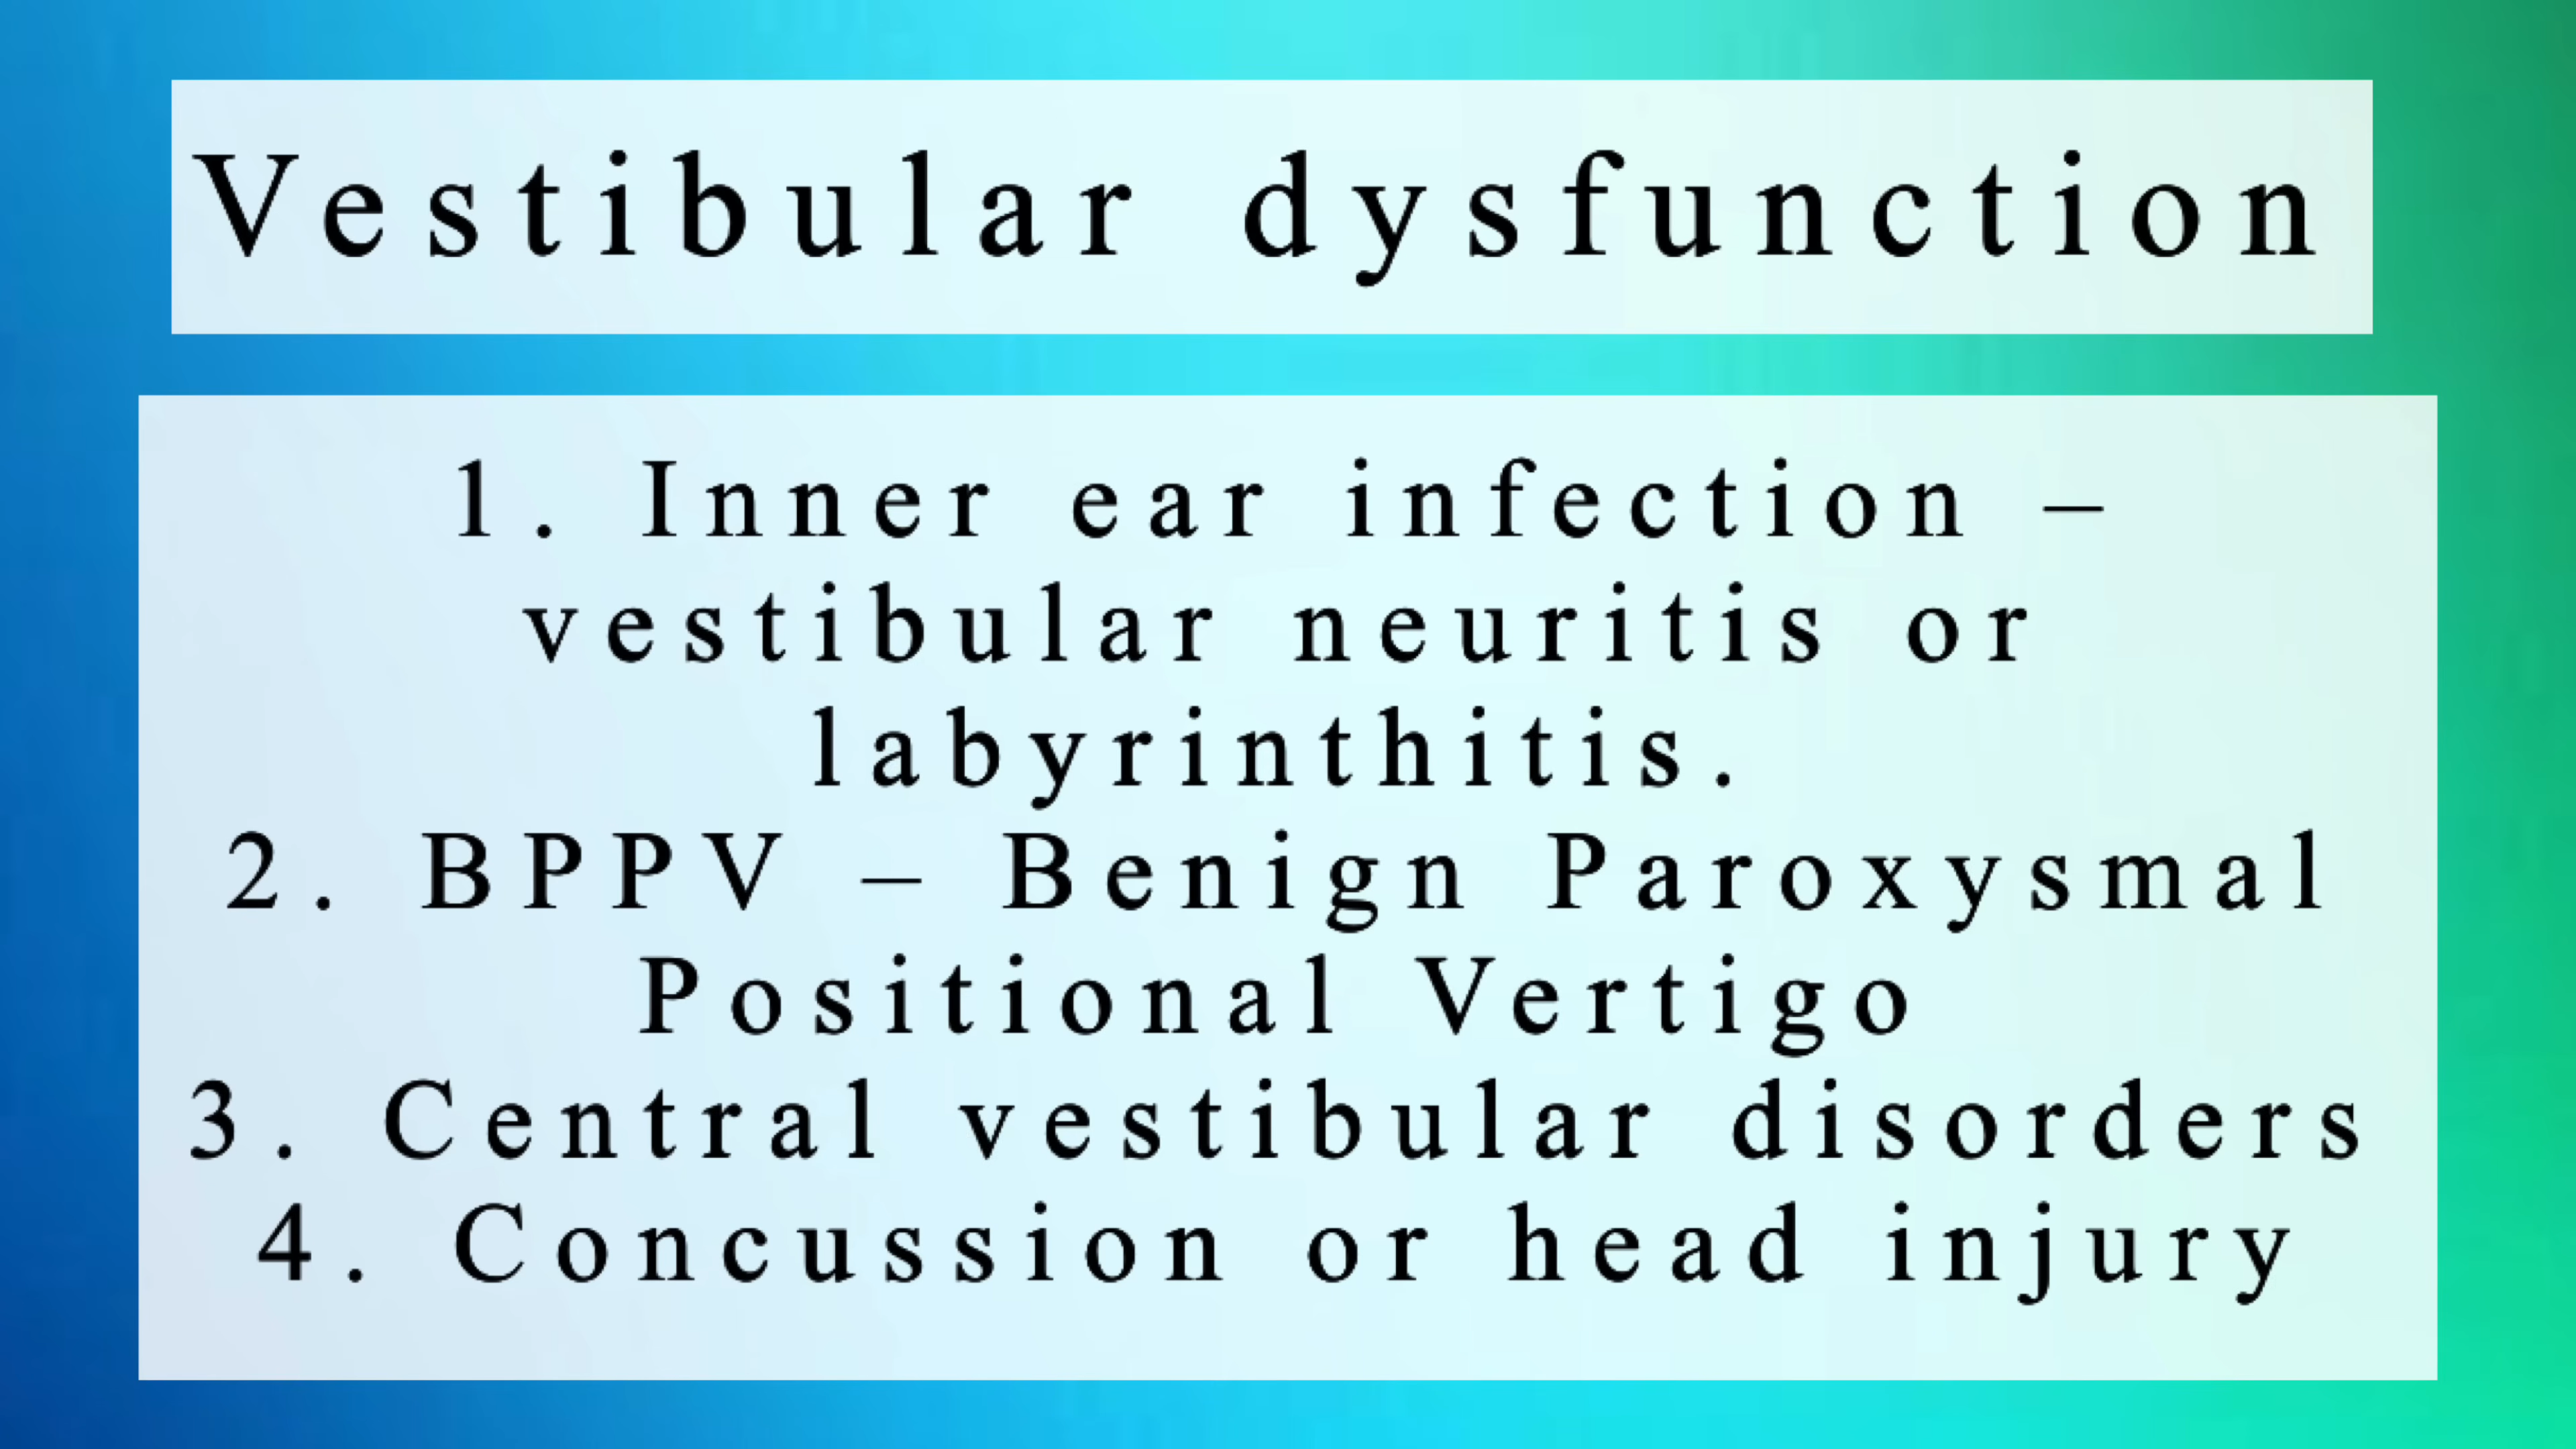 Vestibular dysfunction
1. Inner ear infection –
vestibular neuritis or
labyrinthitis.
2. BPPV – Benign Paroxysmal
Positional Vertigo
3. Central vestibular disorders
4. Concussion or head injury